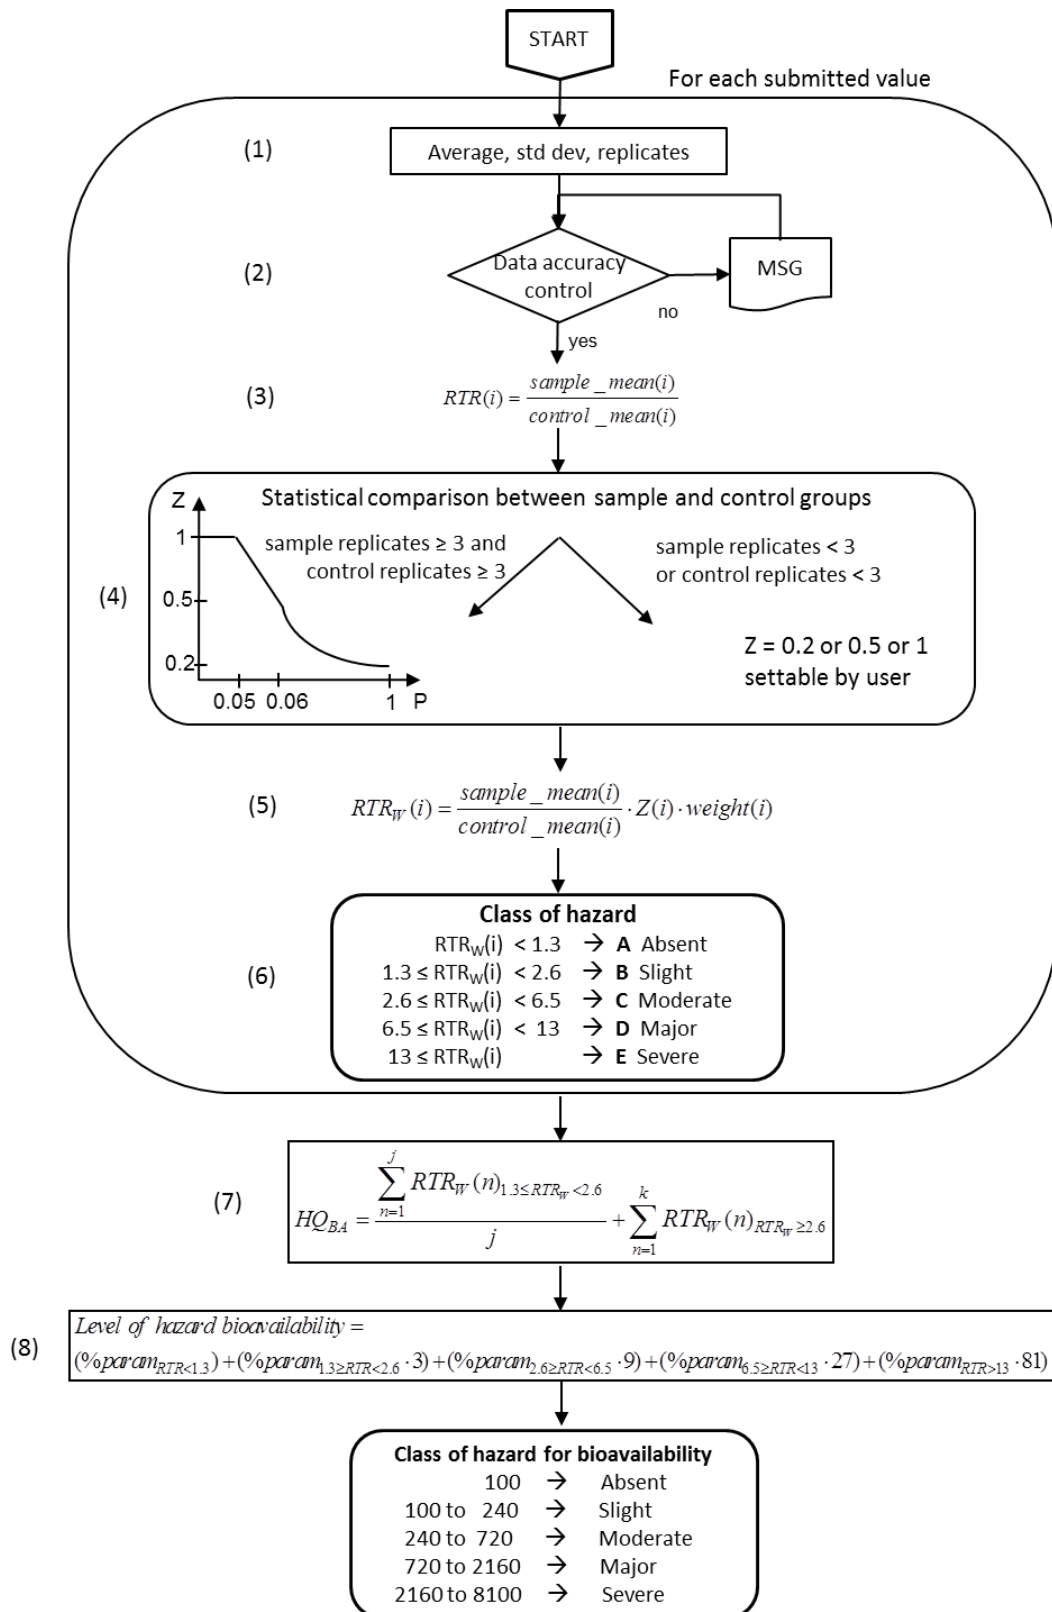 START
For each submitted value
(1)
Average, std dev, replicates
(2)
Data accuracy
control
MSG
no
yes
(3)
RTR(i) = sample_mean(i) / control_mean(i)
(4)
Statistical comparison between sample and control groups
Z
1
0.5
0.2
0.05 0.06 1 P
sample replicates ≥ 3 and
control replicates ≥ 3
sample replicates < 3
or control replicates < 3
Z = 0.2 or 0.5 or 1
settable by user
(5)
RTR_W(i) = sample_mean(i) / control_mean(i) · Z(i) · weight(i)
(6)
Class of hazard
RTR_W(i) < 1.3 → A Absent
1.3 ≤ RTR_W(i) < 2.6 → B Slight
2.6 ≤ RTR_W(i) < 6.5 → C Moderate
6.5 ≤ RTR_W(i) < 13 → D Major
13 ≤ RTR_W(i) → E Severe
(7)
HQ_BA = ∑_{n=1}^{j} RTR_W(n)_{1.3≤RTR_W<2.6} / j + ∑_{n=1}^{k} RTR_W(n)_{RTR_W≥2.6}
(8)
Level of hazard bioavailability =
(%param_{RTR<1.3}) + (%param_{1.3≥RTR<2.6} · 3) + (%param_{2.6≥RTR<6.5} · 9) + (%param_{6.5≥RTR<13} · 27) + (%param_{RTR>13} · 81)
Class of hazard for bioavailability
100 → Absent
100 to 240 → Slight
240 to 720 → Moderate
720 to 2160 → Major
2160 to 8100 → Severe